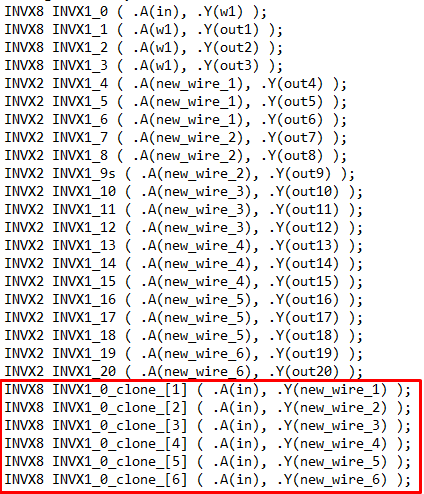 INVX8 INVX1_0 ( .A(in), .Y(w1) );
INVX8 INVX1_1 ( .A(w1), .Y(out1) );
INVX8 INVX1_2 ( .A(w1), .Y(out2) );
INVX8 INVX1_3 ( .A(w1), .Y(out3) );
INVX2 INVX1_4 ( .A(new_wire_1), .Y(out4) );
INVX2 INVX1_5 ( .A(new_wire_1), .Y(out5) );
INVX2 INVX1_6 ( .A(new_wire_1), .Y(out6) );
INVX2 INVX1_7 ( .A(new_wire_2), .Y(out7) );
INVX2 INVX1_8 ( .A(new_wire_2), .Y(out8) );
INVX2 INVX1_9s ( .A(new_wire_2), .Y(out9) );
INVX2 INVX1_10 ( .A(new_wire_3), .Y(out10) );
INVX2 INVX1_11 ( .A(new_wire_3), .Y(out11) );
INVX2 INVX1_12 ( .A(new_wire_3), .Y(out12) );
INVX2 INVX1_13 ( .A(new_wire_4), .Y(out13) );
INVX2 INVX1_14 ( .A(new_wire_4), .Y(out14) );
INVX2 INVX1_15 ( .A(new_wire_4), .Y(out15) );
INVX2 INVX1_16 ( .A(new_wire_5), .Y(out16) );
INVX2 INVX1_17 ( .A(new_wire_5), .Y(out17) );
INVX2 INVX1_18 ( .A(new_wire_5), .Y(out18) );
INVX2 INVX1_19 ( .A(new_wire_6), .Y(out19) );
INVX2 INVX1_20 ( .A(new_wire_6), .Y(out20) );
INVX8 INVX1_0_clone_[1] ( .A(in), .Y(new_wire_1) );
INVX8 INVX1_0_clone_[2] ( .A(in), .Y(new_wire_2) );
INVX8 INVX1_0_clone_[3] ( .A(in), .Y(new_wire_3) );
INVX8 INVX1_0_clone_[4] ( .A(in), .Y(new_wire_4) );
INVX8 INVX1_0_clone_[5] ( .A(in), .Y(new_wire_5) );
INVX8 INVX1_0_clone_[6] ( .A(in), .Y(new_wire_6) );